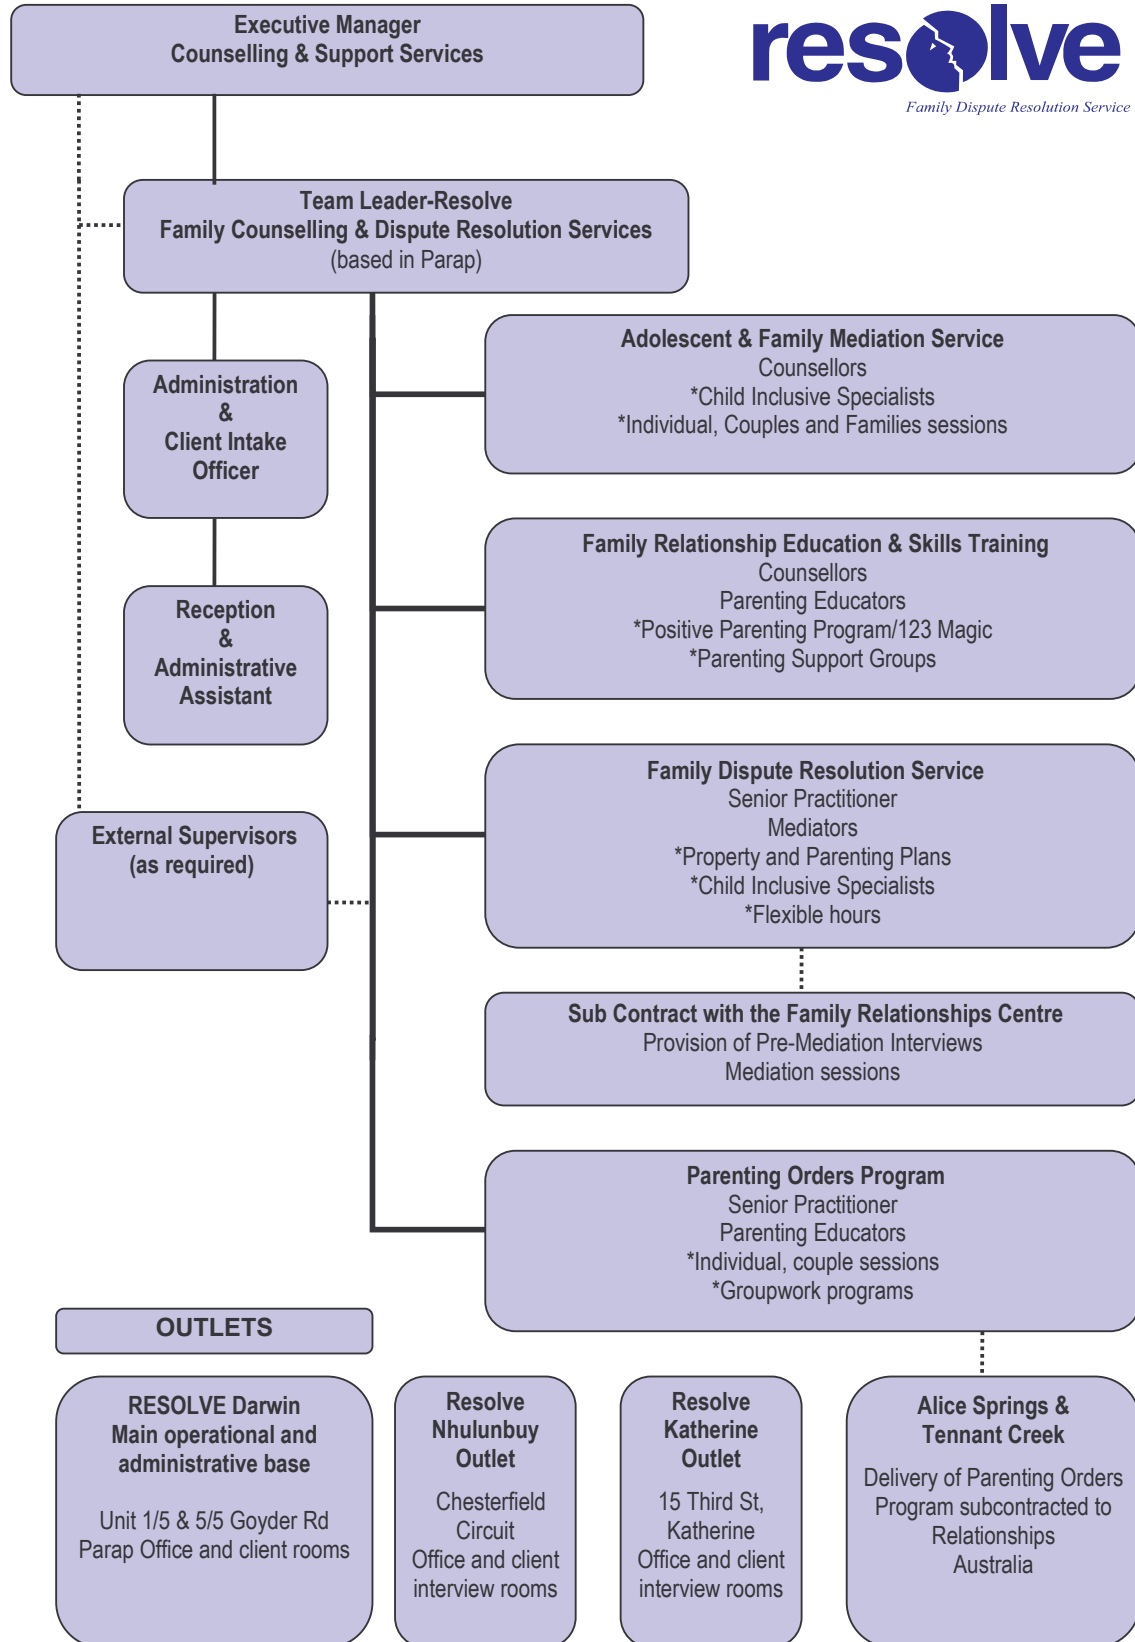 Executive Manager
Counselling & Support Services
resolve
Family Dispute Resolution Service
Team Leader-Resolve
Family Counselling & Dispute Resolution Services
(based in Parap)
Adolescent & Family Mediation Service
Counsellors
*Child Inclusive Specialists
*Individual, Couples and Families sessions
Administration
&
Client Intake
Officer
Family Relationship Education & Skills Training
Counsellors
Parenting Educators
*Positive Parenting Program/123 Magic
*Parenting Support Groups
Reception
&
Administrative
Assistant
Family Dispute Resolution Service
Senior Practitioner
Mediators
*Property and Parenting Plans
*Child Inclusive Specialists
*Flexible hours
External Supervisors
(as required)
Sub Contract with the Family Relationships Centre
Provision of Pre-Mediation Interviews
Mediation sessions
Parenting Orders Program
Senior Practitioner
Parenting Educators
*Individual, couple sessions
*Groupwork programs
OUTLETS
RESOLVE Darwin
Main operational and
administrative base
Unit 1/5 & 5/5 Goyder Rd
Parap Office and client rooms
Resolve
Nhulunbuy
Outlet
Chesterfield
Circuit
Office and client
interview rooms
Resolve
Katherine
Outlet
15 Third St,
Katherine
Office and client
interview rooms
Alice Springs &
Tennant Creek
Delivery of Parenting Orders
Program subcontracted to
Relationships
Australia